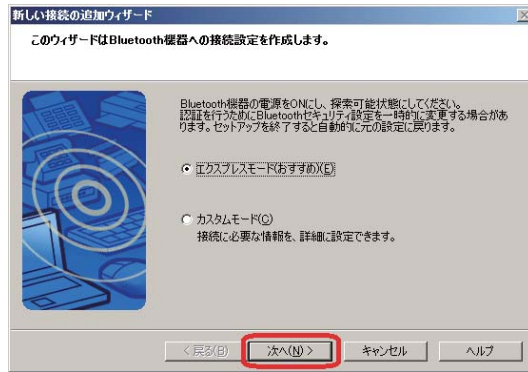 新しい接続の追加ウィザード
このウィザードはBluetooth機器への接続設定を作成します。
Bluetooth機器の電源をONにし、探索可能状態にしてください。
認証を行うためにBluetoothセキュリティ設定を一時的に変更する場合があ
ります。セットアップを終了すると自動的に元の設定に戻ります。
エクスプレスモード(おすすめ)(E)
カスタムモード(C)
接続に必要な情報を、詳細に設定できます。
< 戻る(B)
次へ(N) >
キャンセル
ヘルプ